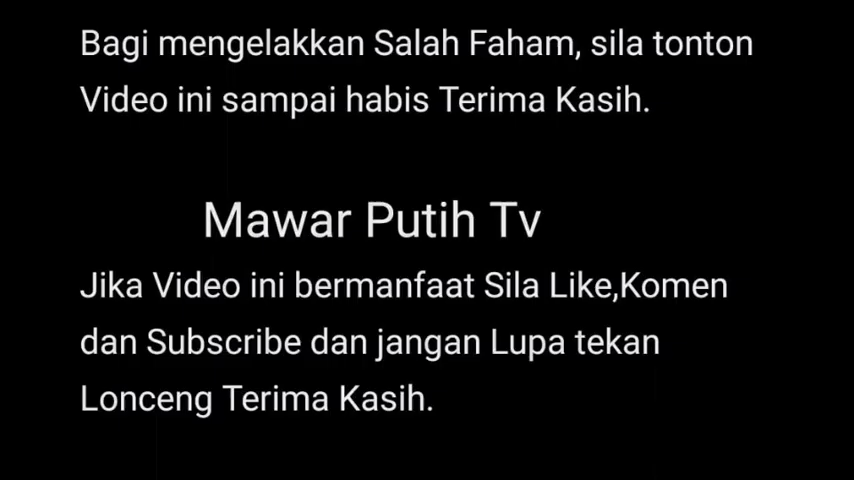 Bagi mengelakkan Salah Faham, sila tonton
Video ini sampai habis Terima Kasih.
Mawar Putih Tv
Jika Video ini bermanfaat Sila Like,Komen
dan Subscribe dan jangan Lupa tekan
Lonceng Terima Kasih.